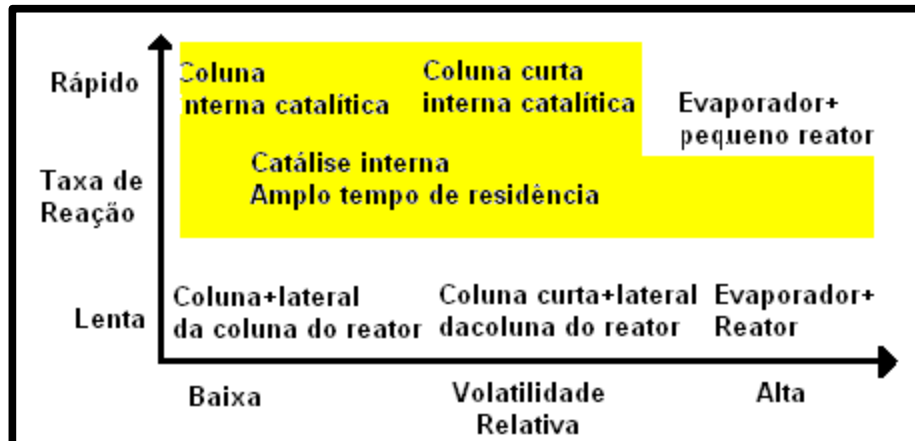 Rápido
Coluna
interna catalítica
Coluna curta
interna catalítica
Evaporador+
pequeno reator
Taxa de
Reação
Catálise interna
Amplo tempo de residência
Lenta
Coluna+lateral
da coluna do reator
Coluna curta+lateral
dacoluna do reator
Evaporador+
Reator
Baixa
Volatilidade
Relativa
Alta